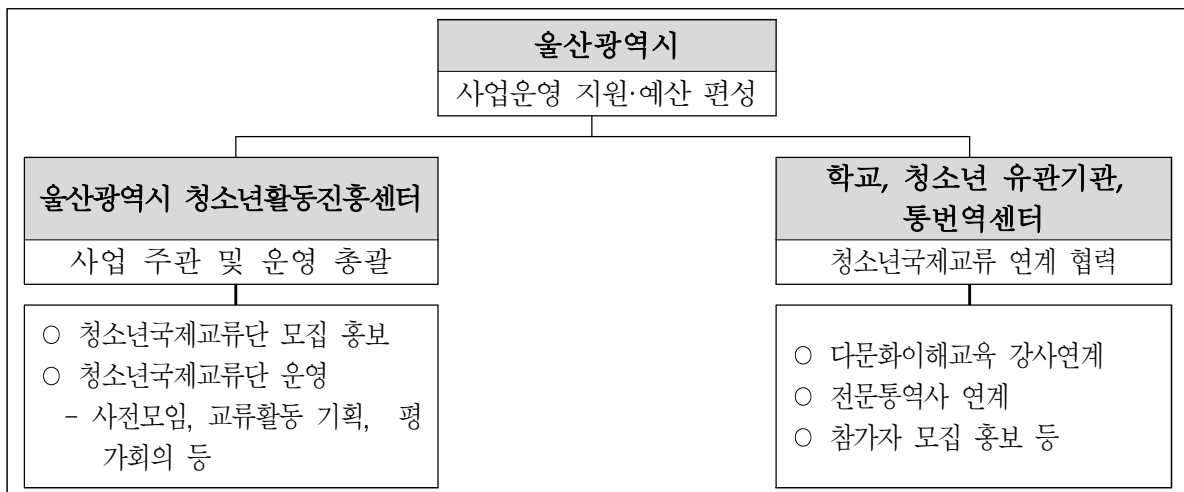 울산광역시
사업운영 지원·예산 편성
울산광역시 청소년활동진흥센터
사업 주관 및 운영 총괄
○ 청소년국제교류단 모집 홍보
○ 청소년국제교류단 운영
- 사전모임, 교류활동 기획, 평
가회의 등
학교, 청소년 유관기관,
통번역센터
청소년국제교류 연계 협력
○ 다문화이해교육 강사연계
○ 전문통역사 연계
○ 참가자 모집 홍보 등